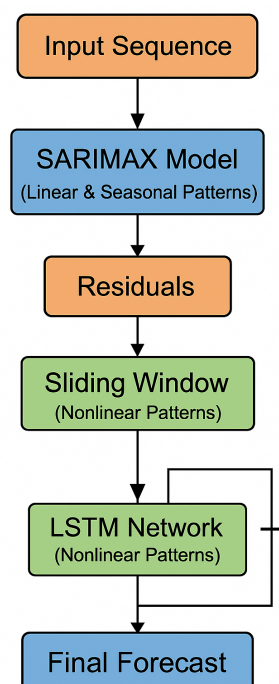 Input Sequence
SARIMAX Model
(Linear & Seasonal Patterns)
Residuals
Sliding Window
(Nonlinear Patterns)
LSTM Network
(Nonlinear Patterns)
Final Forecast